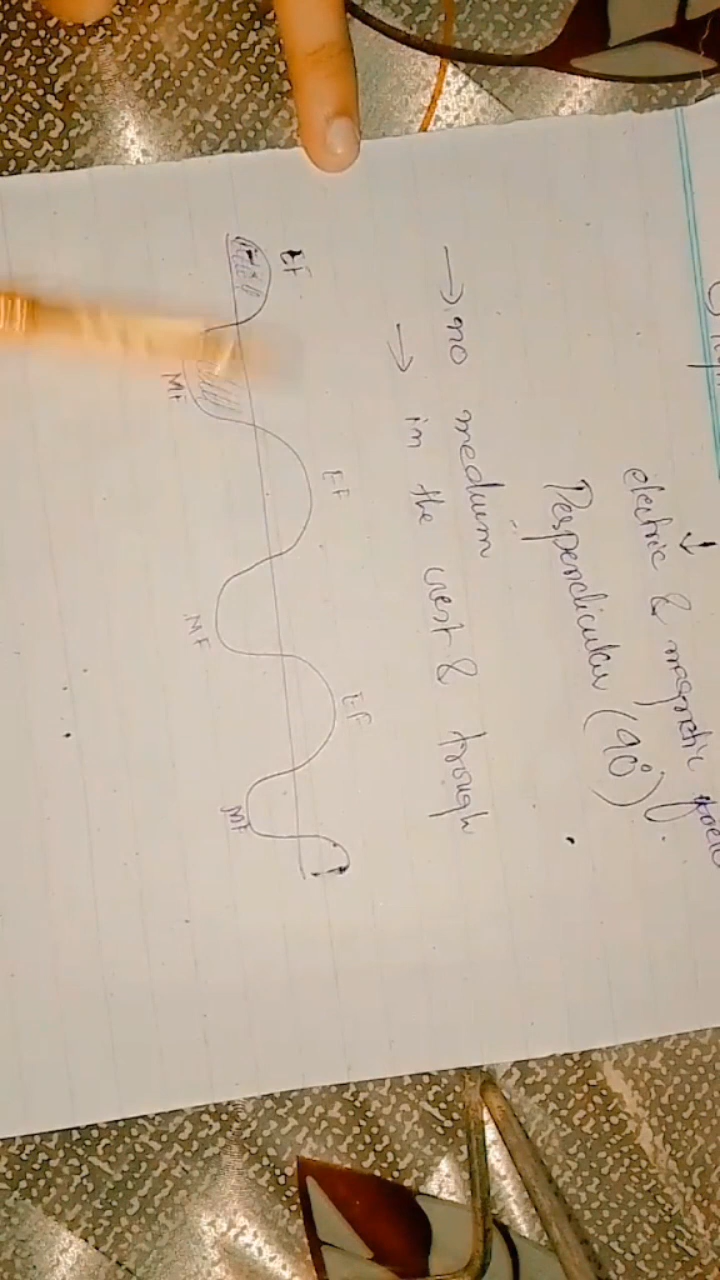 electric & magnetic
Perpendicular (90°)
→ no medium
→ in the crest & trough
EF EF EF
MF MF MF